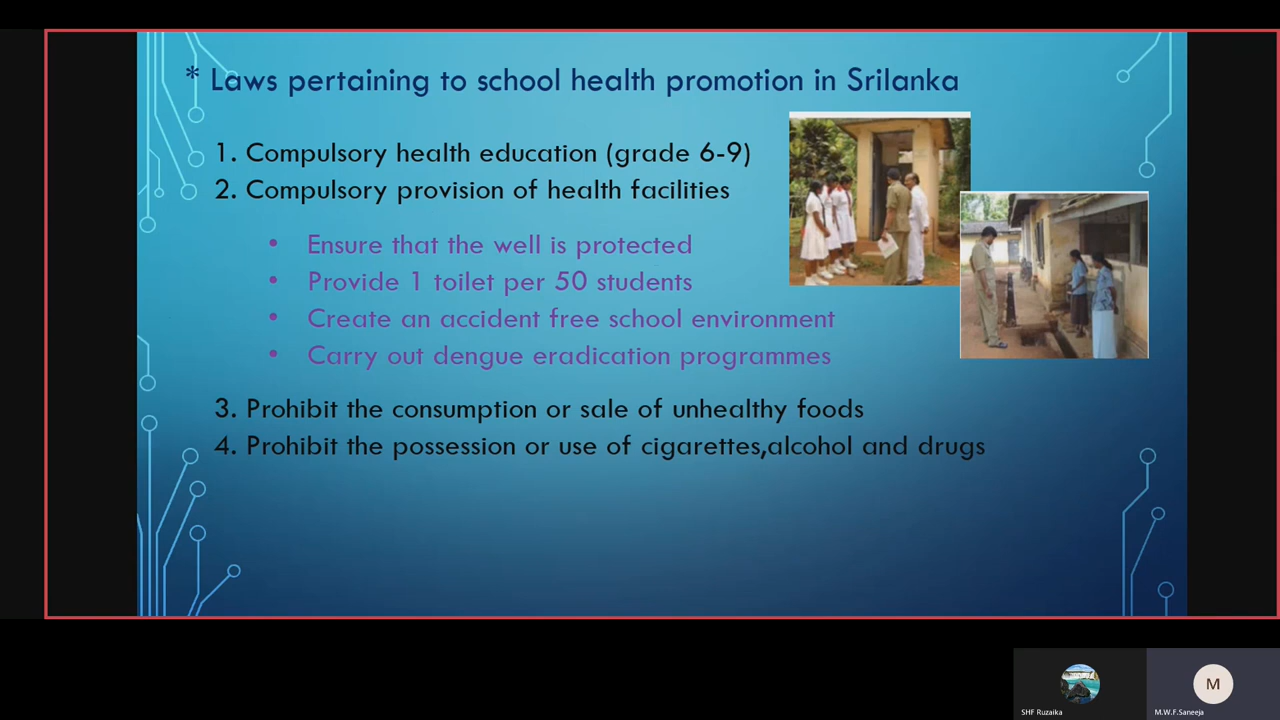 * Laws pertaining to school health promotion in Srilanka
1. Compulsory health education (grade 6-9)
2. Compulsory provision of health facilities
• Ensure that the well is protected
• Provide 1 toilet per 50 students
• Create an accident free school environment
• Carry out dengue eradication programmes
3. Prohibit the consumption or sale of unhealthy foods
4. Prohibit the possession or use of cigarettes,alcohol and drugs
M
SHF Ruzaika
M.W.F.Saneeja